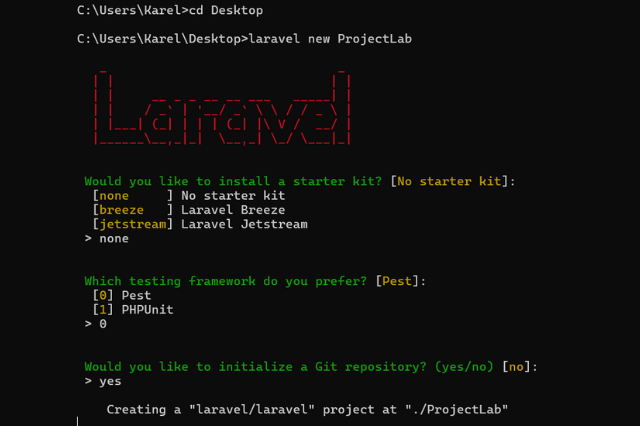 C:\Users\Karel>cd Desktop
C:\Users\Karel\Desktop>laravel new ProjectLab
Laravel
Would you like to install a starter kit? [No starter kit]:
[none     ] No starter kit
[breeze   ] Laravel Breeze
[jetstream] Laravel Jetstream
> none
Which testing framework do you prefer? [Pest]:
[0] Pest
[1] PHPUnit
> 0
Would you like to initialize a Git repository? (yes/no) [no]:
> yes
Creating a "laravel/laravel" project at "./ProjectLab"